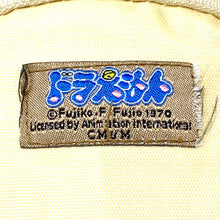 ドラえもん
©Fujiko・F Fujio 1970
Licensed by Animation International
C M U M